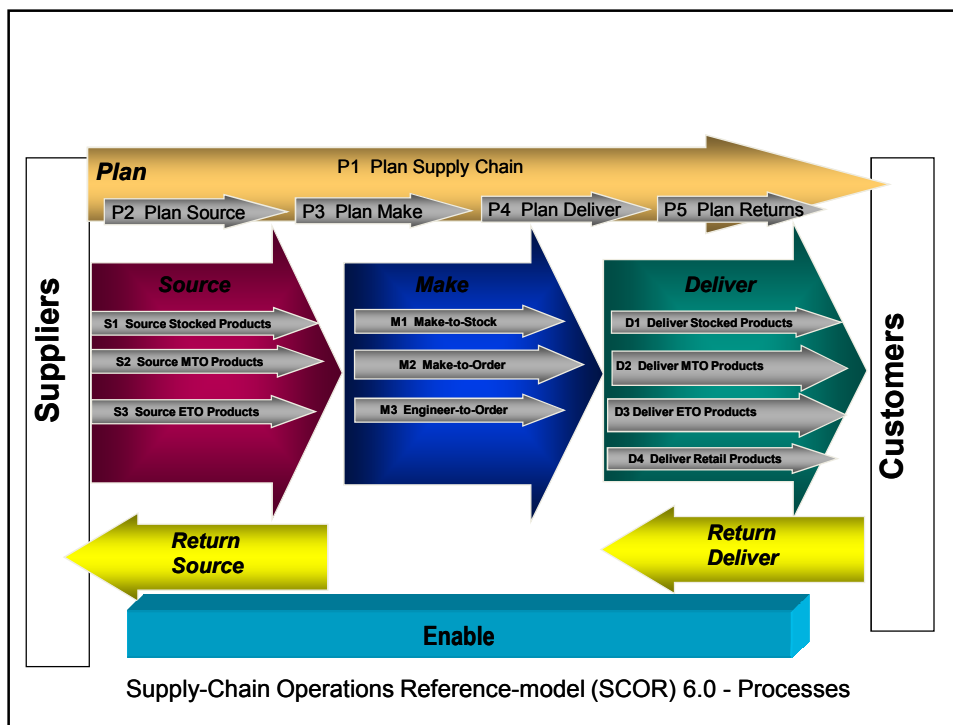 Plan
P1 Plan Supply Chain
P2 Plan Source
P3 Plan Make
P4 Plan Deliver
P5 Plan Returns
Suppliers
Customers
Source
S1 Source Stocked Products
S2 Source MTO Products
S3 Source ETO Products
Make
M1 Make-to-Stock
M2 Make-to-Order
M3 Engineer-to-Order
Deliver
D1 Deliver Stocked Products
D2 Deliver MTO Products
D3 Deliver ETO Products
D4 Deliver Retail Products
Return
Source
Return
Deliver
Enable
Supply-Chain Operations Reference-model (SCOR) 6.0 - Processes